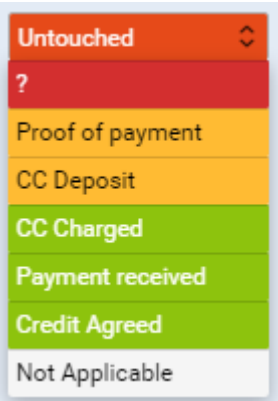 Untouched
?
Proof of payment
CC Deposit
CC Charged
Payment received
Credit Agreed
Not Applicable